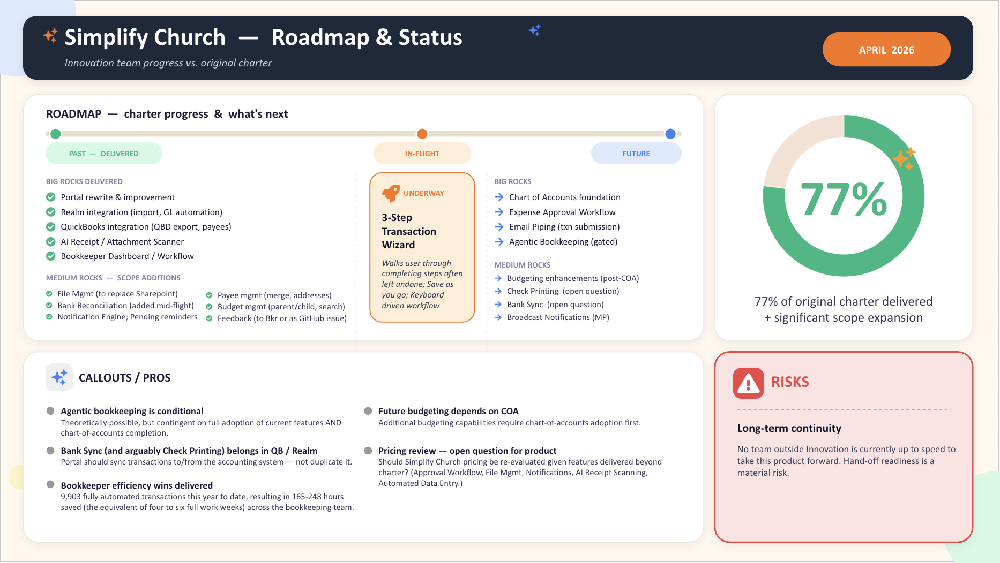 Simplify Church — Roadmap & Status
Innovation team progress vs. original charter
APRIL 2026
ROADMAP — charter progress & what's next
PAST — DELIVERED
IN-FLIGHT
FUTURE
BIG ROCKS DELIVERED
Portal rewrite & improvement
Realm integration (import, GL automation)
QuickBooks integration (QBD export, payees)
AI Receipt / Attachment Scanner
Bookkeeper Dashboard / Workflow
MEDIUM ROCKS — SCOPE ADDITIONS
File Mgmt (to replace Sharepoint)
Bank Reconciliation (added mid-flight)
Notification Engine; Pending reminders
Payee mgmt (merge, addresses)
Budget mgmt (parent/child, search)
Feedback (to Bkr or as GitHub issue)
UNDERWAY
3-Step
Transaction
Wizard
Walks user through
completing steps often
left undone; Save as
you go; Keyboard
driven workflow
BIG ROCKS
Chart of Accounts foundation
Expense Approval Workflow
Email Piping (txn submission)
Agentic Bookkeeping (gated)
MEDIUM ROCKS
Budgeting enhancements (post-COA)
Check Printing (open question)
Bank Sync (open question)
Broadcast Notifications (MP)
77%
77% of original charter delivered
+ significant scope expansion
CALLOUTS / PROS
Agentic bookkeeping is conditional
Theoretically possible, but contingent on full adoption of current features AND
chart-of-accounts completion.
Bank Sync (and arguably Check Printing) belongs in QB / Realm
Portal should sync transactions to/from the accounting system — not duplicate it.
Bookkeeper efficiency wins delivered
9,903 fully automated transactions this year to date, resulting in 165-248 hours
saved (the equivalent of four to six full work weeks) across the bookkeeping team.
Future budgeting depends on COA
Additional budgeting capabilities require chart-of-accounts adoption first.
Pricing review — open question for product
Should Simplify Church pricing be re-evaluated given features delivered beyond
charter? (Approval Workflow, File Mgmt, Notifications, AI Receipt Scanning,
Automated Data Entry.)
RISKS
Long-term continuity
No team outside Innovation is currently up to speed to
take this product forward. Hand-off readiness is a
material risk.